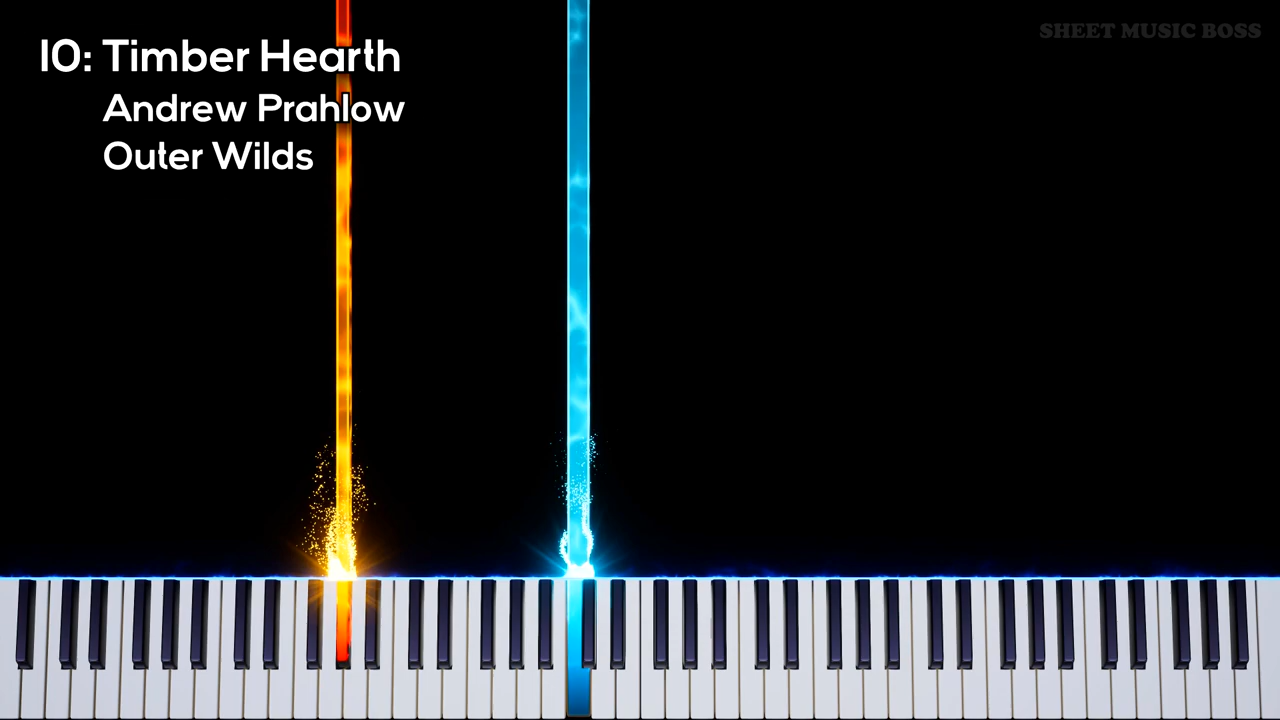 10: Timber Hearth
SHEET MUSIC BOSS
Andrew Prahlow
Outer Wilds